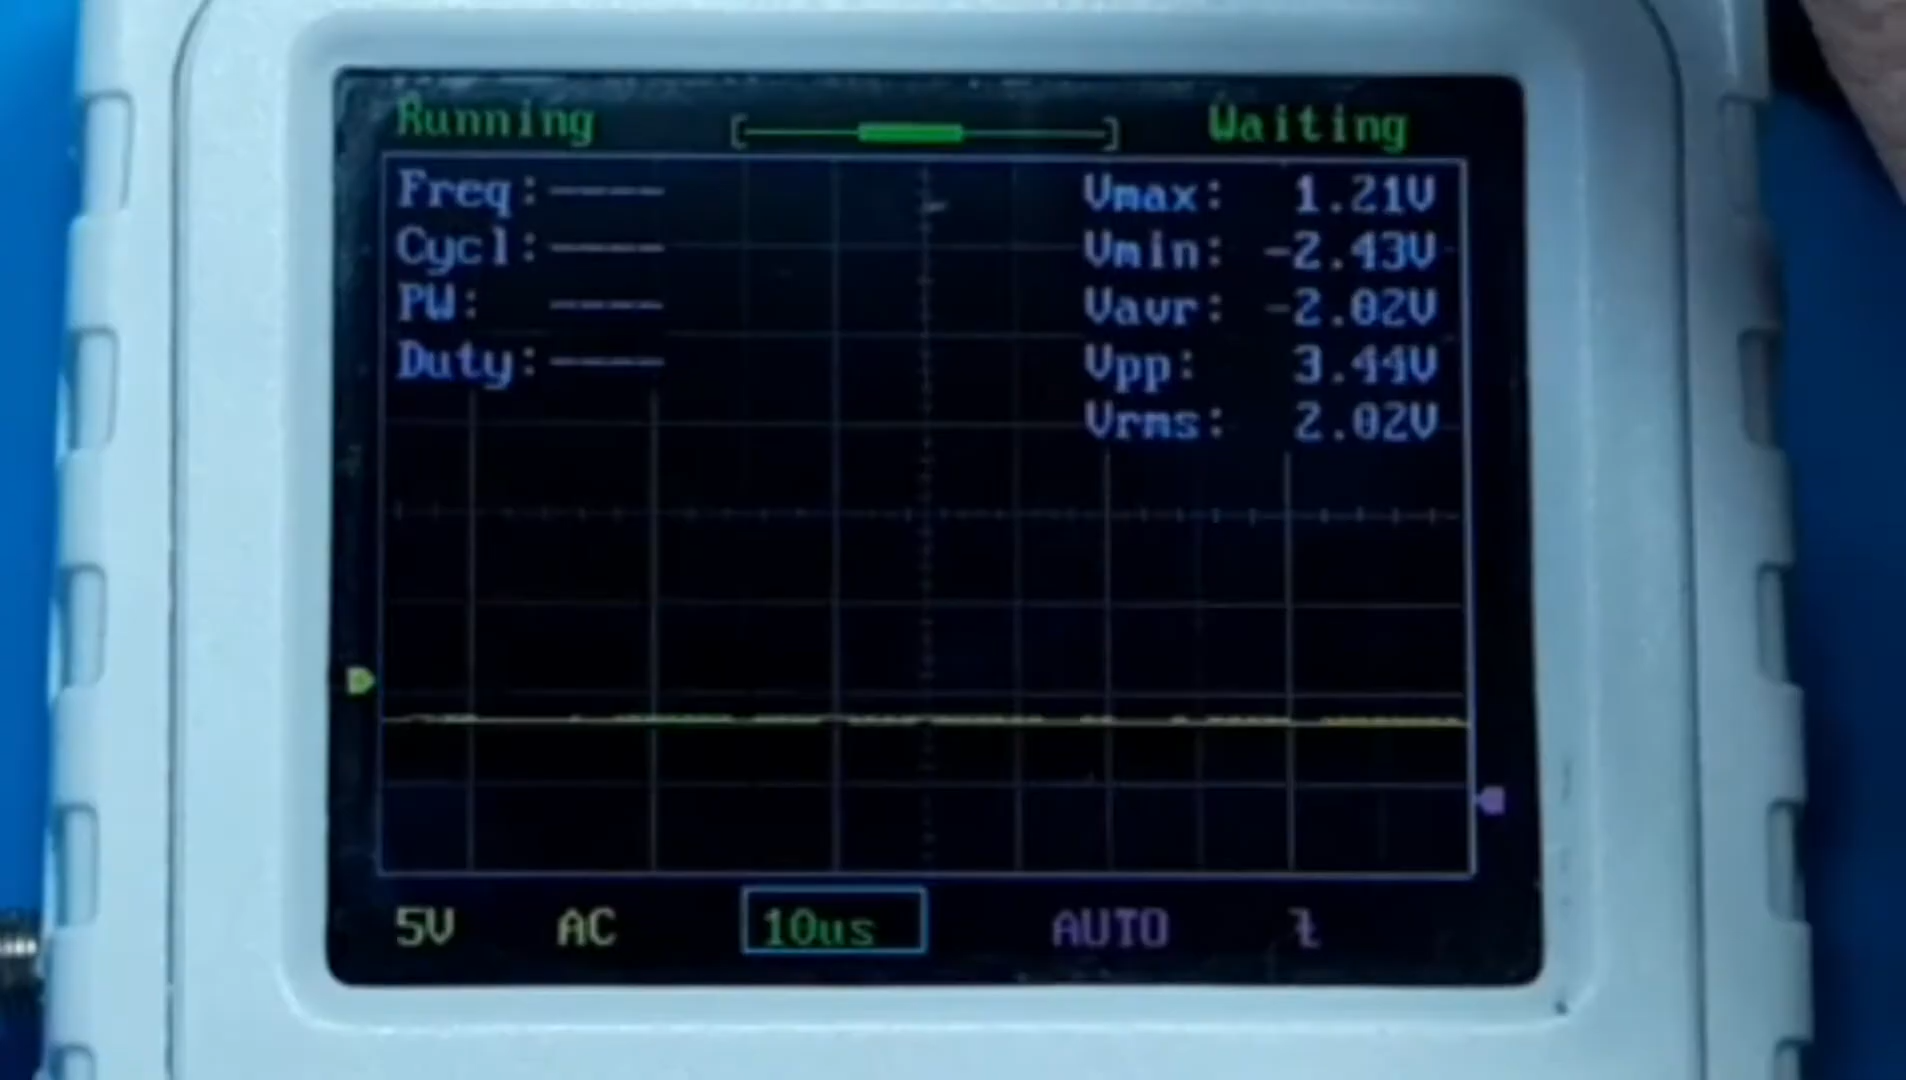 Running Waiting
Freq:---- Vmax: 1.21V
Cycl:---- Vmin: -2.43V
PW: ---- Vavr: -2.02V
Duty:---- Vpp: 3.44V
Vrms: 2.02V
5V AC 10us AUTO